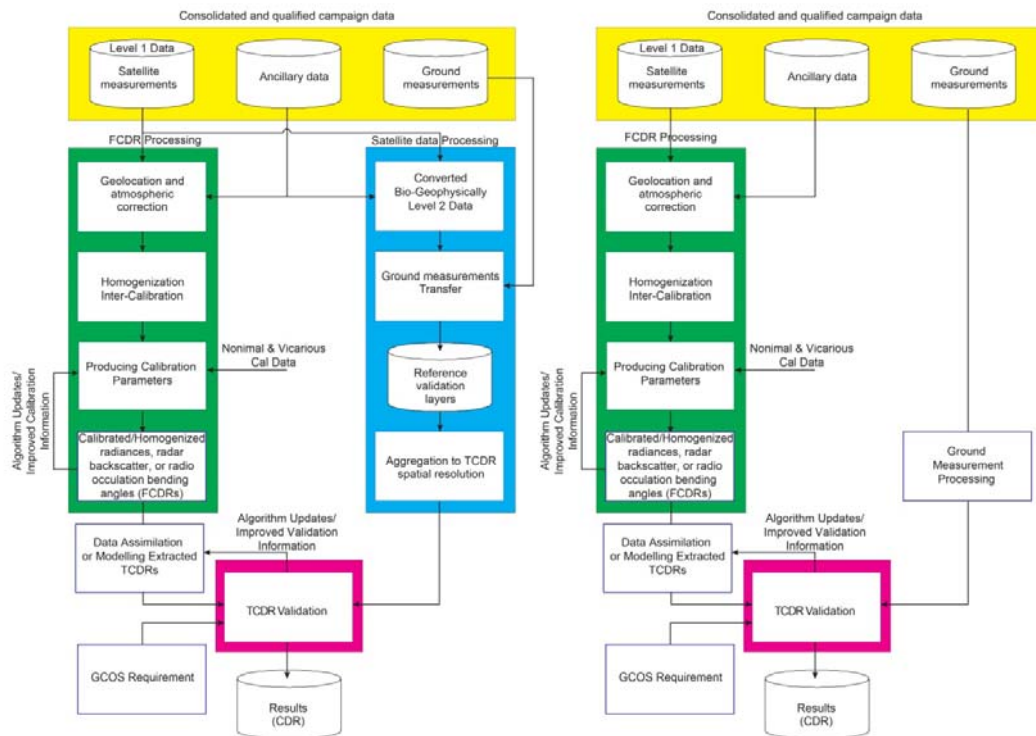 Consolidated and qualified campaign data
Level 1 Data
Satellite
measurements
Ancillary data
Ground
measurements
FCDR Processing
Satellite data Processing
Geolocation and
atmospheric
correction
Converted
Bio-Geophysically
Level 2 Data
Homogenization
Inter-Calibration
Ground measurements
Transfer
Producing Calibration
Parameters
Nonimal & Vicarious
Cal Data
Reference
validation
layers
Algorithm Updates/
Improved Calibration
Information
Calibrated/Homogenized
radiances, radar
backscatter, or radio
occulation bending
angles (FCDRs)
Aggregation to TCDR
spatial resolution
Data Assimilation
or Modelling Extracted
TCDRs
Algorithm Updates/
Improved Validation
Information
TCDR Validation
GCOS Requirement
Results
(CDR)
Consolidated and qualified campaign data
Level 1 Data
Satellite
measurements
Ancillary data
Ground
measurements
FCDR Processing
Geolocation and
atmospheric
correction
Homogenization
Inter-Calibration
Producing Calibration
Parameters
Nonimal & Vicarious
Cal Data
Algorithm Updates/
Improved Calibration
Information
Calibrated/Homogenized
radiances, radar
backscatter, or radio
occulation bending
angles (FCDRs)
Ground
Measurement
Processing
Data Assimilation
or Modelling Extracted
TCDRs
Algorithm Updates/
Improved Validation
Information
TCDR Validation
GCOS Requirement
Results
(CDR)